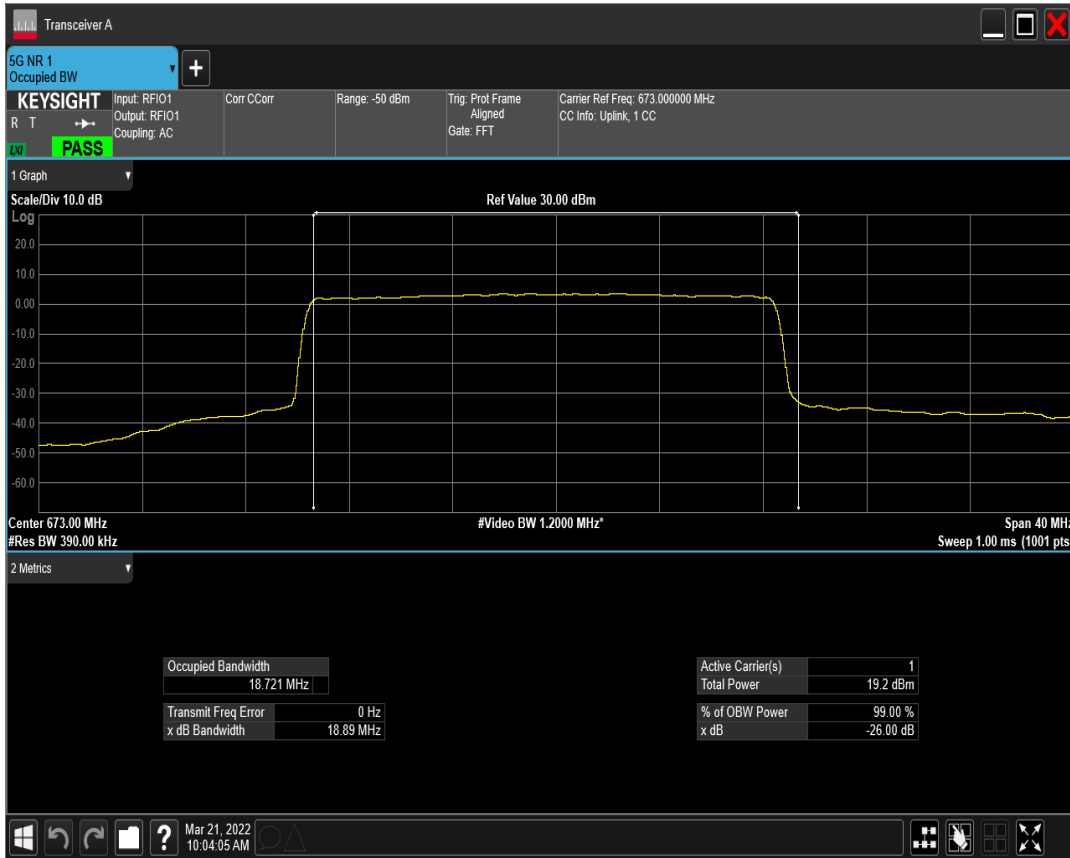 Transceiver A
5G NR 1
Occupied BW
+
KEYSIGHT
R T
LXI
PASS
Input: RFIO1
Output: RFIO1
Coupling: AC
Corr CCorr
Range: -50 dBm
Trig: Prot Frame
Aligned
Gate: FFT
Carrier Ref Freq: 673.000000 MHz
CC Info: Uplink, 1 CC
1 Graph
Scale/Div 10.0 dB
Ref Value 30.00 dBm
Log
20.0
10.0
0.00
-10.0
-20.0
-30.0
-40.0
-50.0
-60.0
Center 673.00 MHz
#Video BW 1.2000 MHz*
Span 40 MHz
#Res BW 390.00 kHz
Sweep 1.00 ms (1001 pts
2 Metrics
Occupied Bandwidth
18.721 MHz
Transmit Freq Error 0 Hz
x dB Bandwidth 18.89 MHz
Active Carrier(s) 1
Total Power 19.2 dBm
% of OBW Power 99.00 %
x dB -26.00 dB
?
Mar 21, 2022
10:04:05 AM